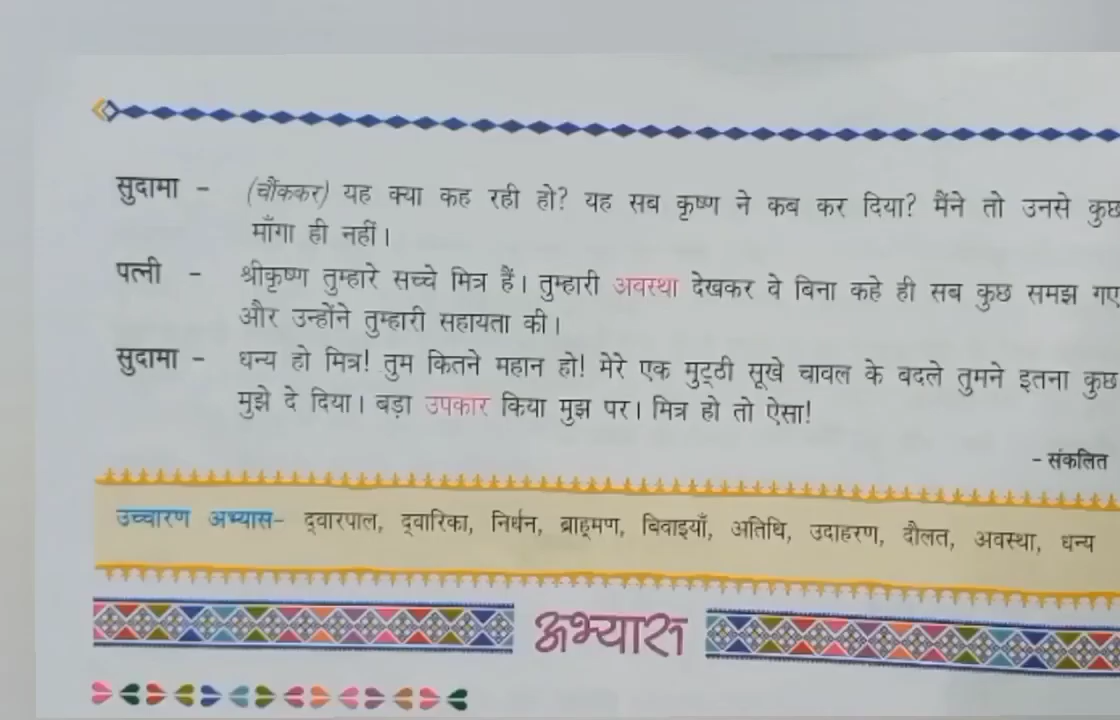 सुदामा - (चौंककर) यह क्या कह रही हो? यह सब कृष्ण ने कब कर दिया? मैंने तो उनसे कुछ
माँगा ही नहीं।
पत्नी - श्रीकृष्ण तुम्हारे सच्चे मित्र हैं। तुम्हारी अवस्था देखकर वे बिना कहे ही सब कुछ समझ गए
और उन्होंने तुम्हारी सहायता की।
सुदामा - धन्य हो मित्र! तुम कितने महान हो! मेरे एक मुट्ठी सूखे चावल के बदले तुमने इतना कुछ
मुझे दे दिया। बड़ा उपकार किया मुझ पर। मित्र हो तो ऐसा!
- संकलित
उच्चारण अभ्यास- द्वारपाल, द्वारिका, निर्धन, ब्राह्मण, बिवाइयाँ, अतिथि, उदाहरण, दौलत, अवस्था, धन्य
अभ्यास